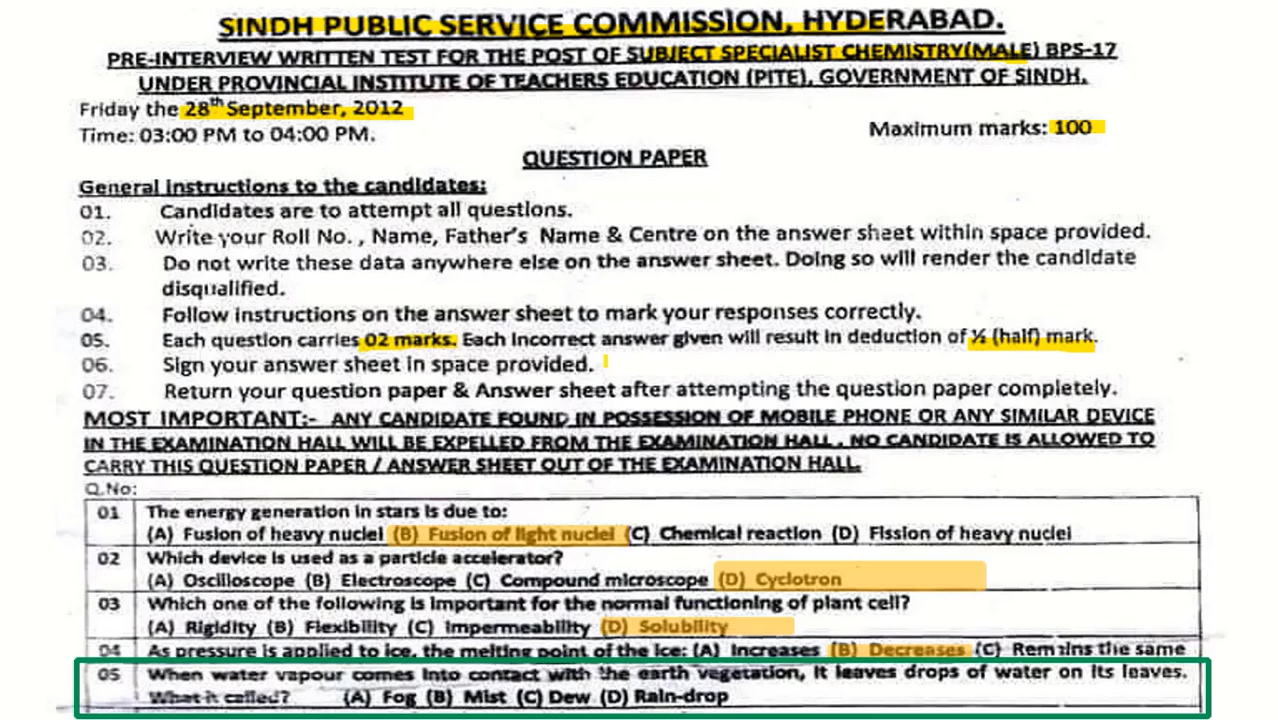 SINDH PUBLIC SERVICE COMMISSION, HYDERABAD.
PRE-INTERVIEW WRITTEN TEST FOR THE POST OF SUBJECT SPECIALIST CHEMISTRY(MALE) BPS-17
UNDER PROVINCIAL INSTITUTE OF TEACHERS EDUCATION (PITE), GOVERNMENT OF SINDH.
Friday the 28th September, 2012
Time: 03:00 PM to 04:00 PM.
Maximum marks: 100
QUESTION PAPER
General instructions to the candidates:
01. Candidates are to attempt all questions.
02. Write your Roll No. , Name, Father's Name & Centre on the answer sheet within space provided.
03. Do not write these data anywhere else on the answer sheet. Doing so will render the candidate
disqualified.
04. Follow instructions on the answer sheet to mark your responses correctly.
05. Each question carries 02 marks. Each incorrect answer given will result in deduction of ½ (half) mark.
06. Sign your answer sheet in space provided.
07. Return your question paper & Answer sheet after attempting the question paper completely.
MOST IMPORTANT:- ANY CANDIDATE FOUND IN POSSESSION OF MOBILE PHONE OR ANY SIMILAR DEVICE
IN THE EXAMINATION HALL WILL BE EXPELLED FROM THE EXAMINATION HALL . NO CANDIDATE IS ALLOWED TO
CARRY THIS QUESTION PAPER / ANSWER SHEET OUT OF THE EXAMINATION HALL.
Q.No:
01 The energy generation in stars is due to:
(A) Fusion of heavy nuclei (B) Fusion of light nuclei (C) Chemical reaction (D) Fission of heavy nuclei
02 Which device is used as a particle accelerator?
(A) Oscilloscope (B) Electroscope (C) Compound microscope (D) Cyclotron
03 Which one of the following is important for the normal functioning of plant cell?
(A) Rigidity (B) Flexibility (C) Impermeability (D) Solubility
04 As pressure is applied to ice, the melting point of the ice: (A) Increases (B) Decreases (C) Remains the same
05 When water vapour comes into contact with the earth vegetation, it leaves drops of water on its leaves.
What it called? (A) Fog (B) Mist (C) Dew (D) Rain-drop